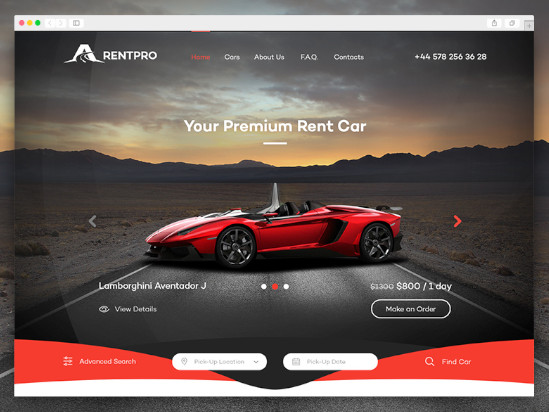 RENTPRO
Home Cars About Us F.A.Q. Contacts
+44 578 256 36 28
Your Premium Rent Car
Lamborghini Aventador J
$1300 $800 / 1 day
View Details
Make an Order
Advanced Search
Pick-Up Location
Pick-Up Date
Find Car